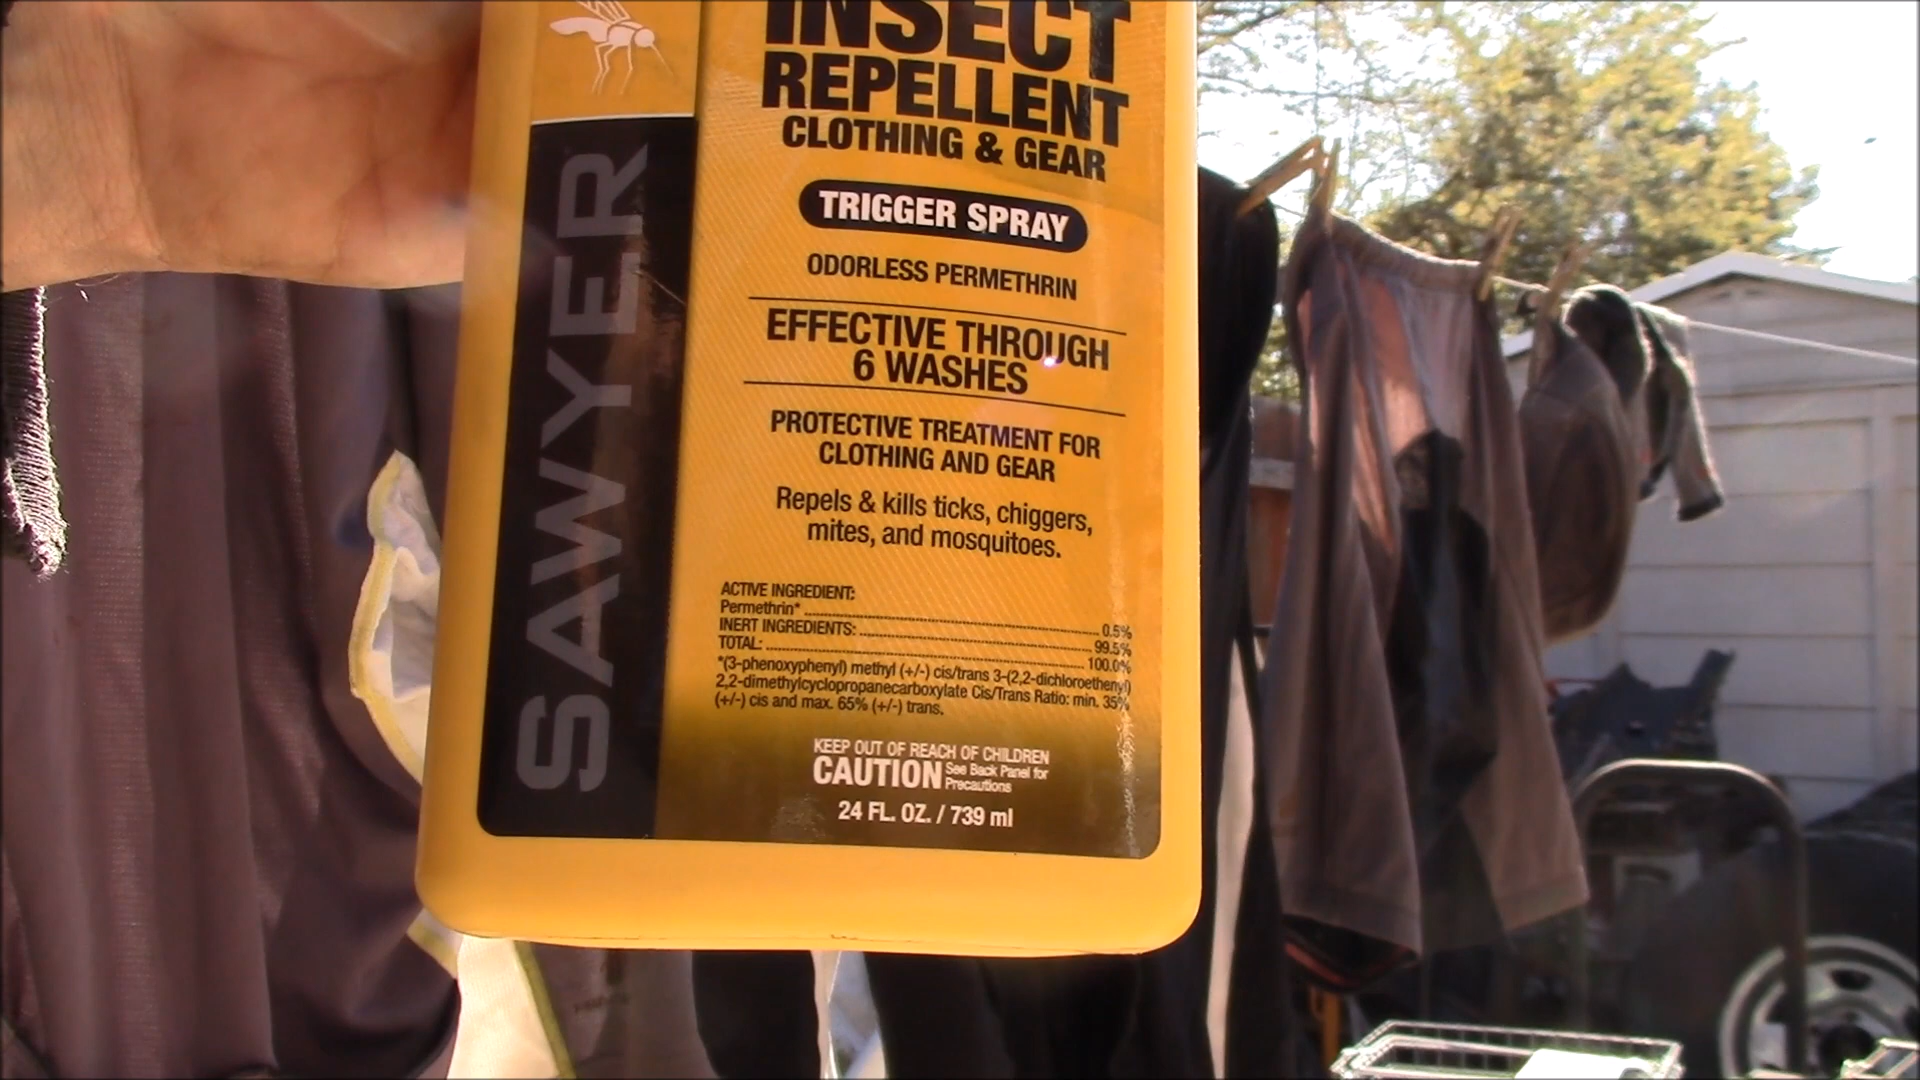 INSECT
REPELLENT
CLOTHING & GEAR
TRIGGER SPRAY
ODORLESS PERMETHRIN
EFFECTIVE THROUGH
6 WASHES
PROTECTIVE TREATMENT FOR
CLOTHING AND GEAR
Repels & kills ticks, chiggers,
mites, and mosquitoes.
SAWYER
ACTIVE INGREDIENT:
Permethrin* ........ 0.5%
INERT INGREDIENTS: ........ 99.5%
TOTAL: ........ 100.0%
*(3-phenoxyphenyl) methyl (+/-) cis/trans 3-(2,2-dichloroethenyl)
2,2-dimethylcyclopropanecarboxylate Cis/Trans Ratio: min. 35%
(+/-) cis and max. 65% (+/-) trans.
KEEP OUT OF REACH OF CHILDREN
CAUTION See Back Panel for
Precautions
24 FL. OZ. / 739 ml